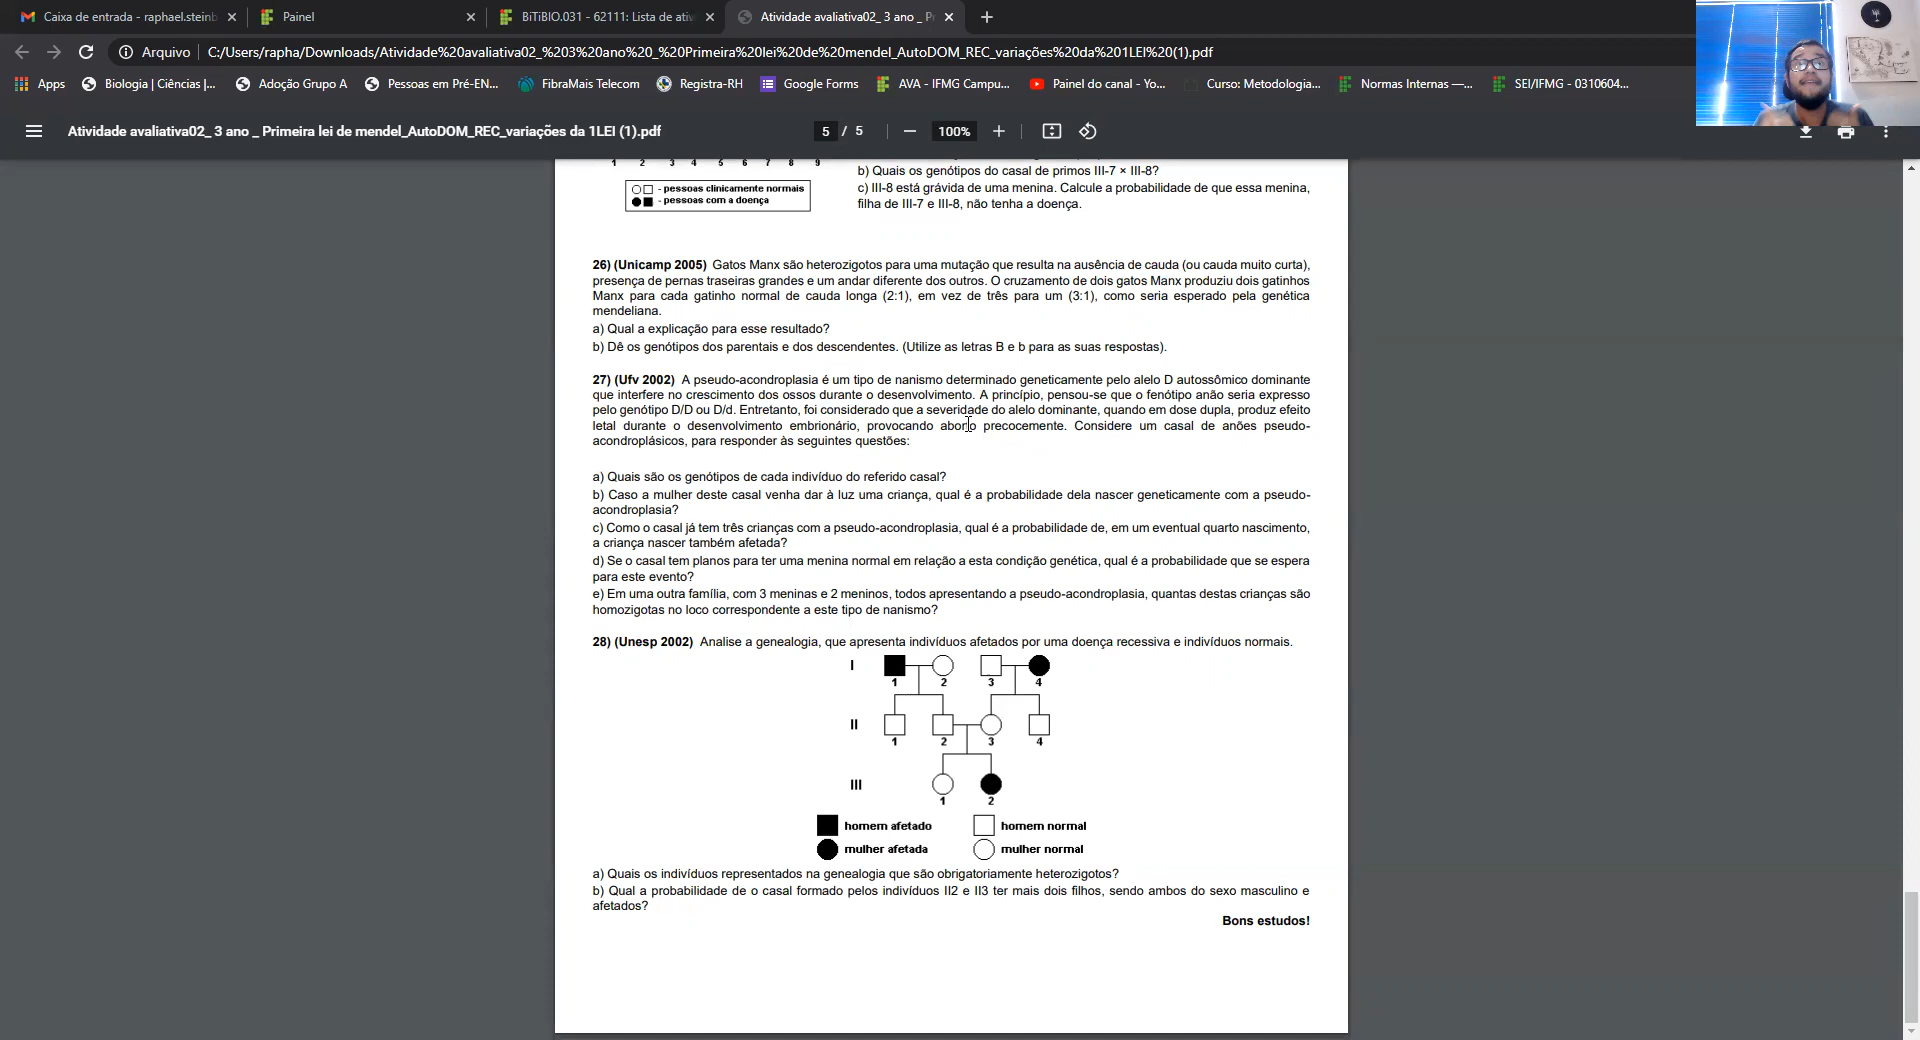 Caixa de entrada - raphael.steinb
Painel
BiTiBIO.031 - 62111: Lista de ativ
Atividade avaliativa02_ 3 ano _ P
Arquivo
C:/Users/rapha/Downloads/Atividade%20avaliativa02_%203%20ano%20_%20Primeira%20lei%20de%20mendel_AutoDOM_REC_variações%20da%201LEI%20(1).pdf
Apps
Biologia | Ciências |...
Adoção Grupo A
Pessoas em Pré-EN...
FibraMais Telecom
Registra-RH
Google Forms
AVA - IFMG Campu...
Painel do canal - Yo...
Curso: Metodologia...
Normas Internas —...
SEI/IFMG - 0310604...
Atividade avaliativa02_ 3 ano _ Primeira lei de mendel_AutoDOM_REC_variações da 1LEI (1).pdf
5 / 5
100%
1 2 3 4 5 6 7 8 9
- pessoas clinicamente normais
- pessoas com a doença
b) Quais os genótipos do casal de primos III-7 × III-8?
c) III-8 está grávida de uma menina. Calcule a probabilidade de que essa menina,
filha de III-7 e III-8, não tenha a doença.
26) (Unicamp 2005) Gatos Manx são heterozigotos para uma mutação que resulta na ausência de cauda (ou cauda muito curta),
presença de pernas traseiras grandes e um andar diferente dos outros. O cruzamento de dois gatos Manx produziu dois gatinhos
Manx para cada gatinho normal de cauda longa (2:1), em vez de três para um (3:1), como seria esperado pela genética
mendeliana.
a) Qual a explicação para esse resultado?
b) Dê os genótipos dos parentais e dos descendentes. (Utilize as letras B e b para as suas respostas).
27) (Ufv 2002) A pseudo-acondroplasia é um tipo de nanismo determinado geneticamente pelo alelo D autossômico dominante
que interfere no crescimento dos ossos durante o desenvolvimento. A princípio, pensou-se que o fenótipo anão seria expresso
pelo genótipo D/D ou D/d. Entretanto, foi considerado que a severidade do alelo dominante, quando em dose dupla, produz efeito
letal durante o desenvolvimento embrionário, provocando aborto precocemente. Considere um casal de anões pseudo-
acondroplásicos, para responder às seguintes questões:
a) Quais são os genótipos de cada indivíduo do referido casal?
b) Caso a mulher deste casal venha dar à luz uma criança, qual é a probabilidade dela nascer geneticamente com a pseudo-
acondroplasia?
c) Como o casal já tem três crianças com a pseudo-acondroplasia, qual é a probabilidade de, em um eventual quarto nascimento,
a criança nascer também afetada?
d) Se o casal tem planos para ter uma menina normal em relação a esta condição genética, qual é a probabilidade que se espera
para este evento?
e) Em uma outra família, com 3 meninas e 2 meninos, todos apresentando a pseudo-acondroplasia, quantas destas crianças são
homozigotas no loco correspondente a este tipo de nanismo?
28) (Unesp 2002) Analise a genealogia, que apresenta indivíduos afetados por uma doença recessiva e indivíduos normais.
I
1 2 3 4
II
1 2 3 4
III
1 2
homem afetado
homem normal
mulher afetada
mulher normal
a) Quais os indivíduos representados na genealogia que são obrigatoriamente heterozigotos?
b) Qual a probabilidade de o casal formado pelos indivíduos II2 e II3 ter mais dois filhos, sendo ambos do sexo masculino e
afetados?
Bons estudos!